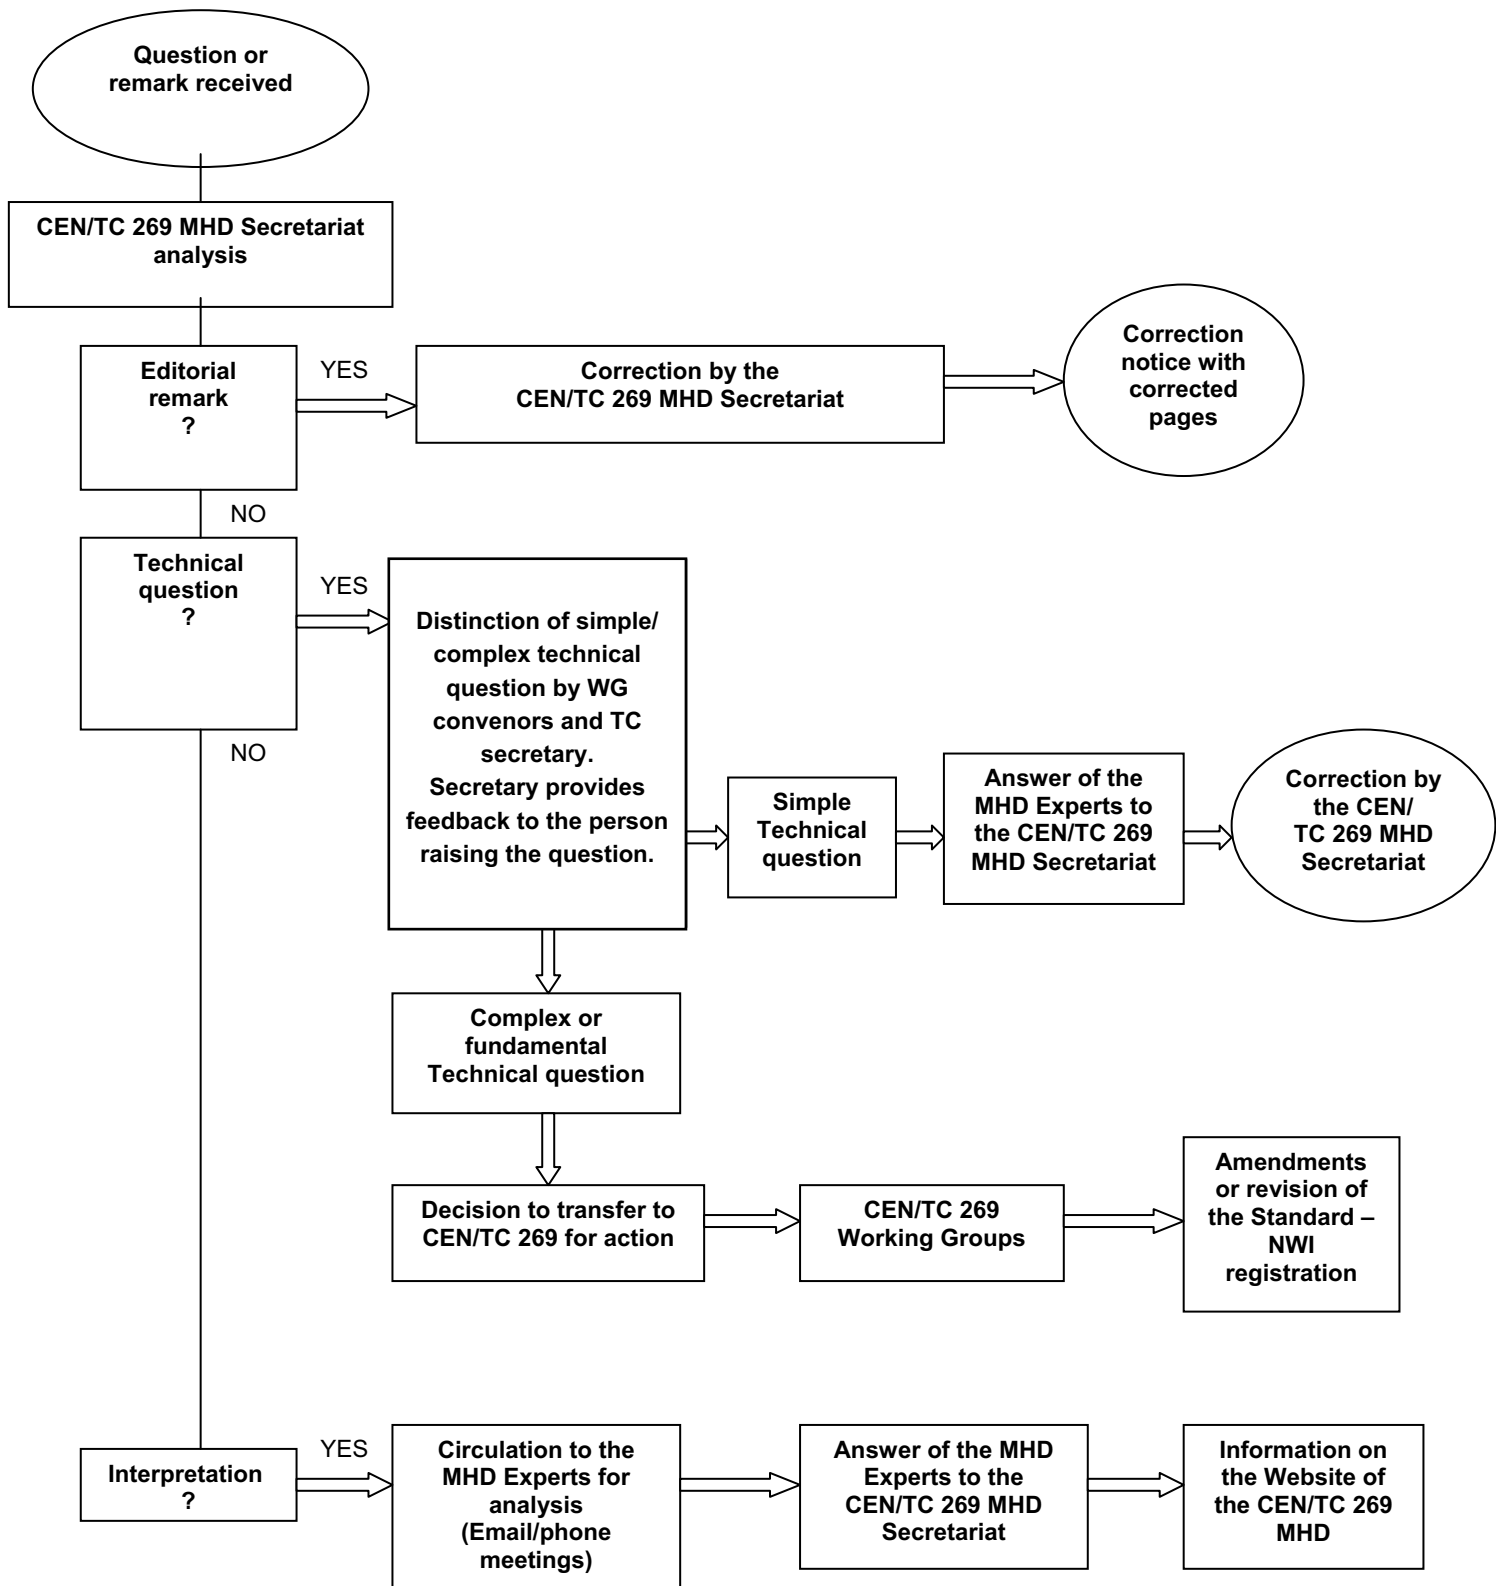 Question or
remark received
CEN/TC 269 MHD Secretariat
analysis
Editorial
remark
?
YES
Correction by the
CEN/TC 269 MHD Secretariat
Correction
notice with
corrected
pages
NO
Technical
question
?
YES
Distinction of simple/
complex technical
question by WG
convenors and TC
secretary.
Secretary provides
feedback to the person
raising the question.
Simple
Technical
question
Answer of the
MHD Experts to
the CEN/TC 269
MHD Secretariat
Correction by
the CEN/
TC 269 MHD
Secretariat
NO
Complex or
fundamental
Technical question
Decision to transfer to
CEN/TC 269 for action
CEN/TC 269
Working Groups
Amendments
or revision of
the Standard –
NWI
registration
Interpretation
?
YES
Circulation to the
MHD Experts for
analysis
(Email/phone
meetings)
Answer of the MHD
Experts to the
CEN/TC 269 MHD
Secretariat
Information on
the Website of
the CEN/TC 269
MHD